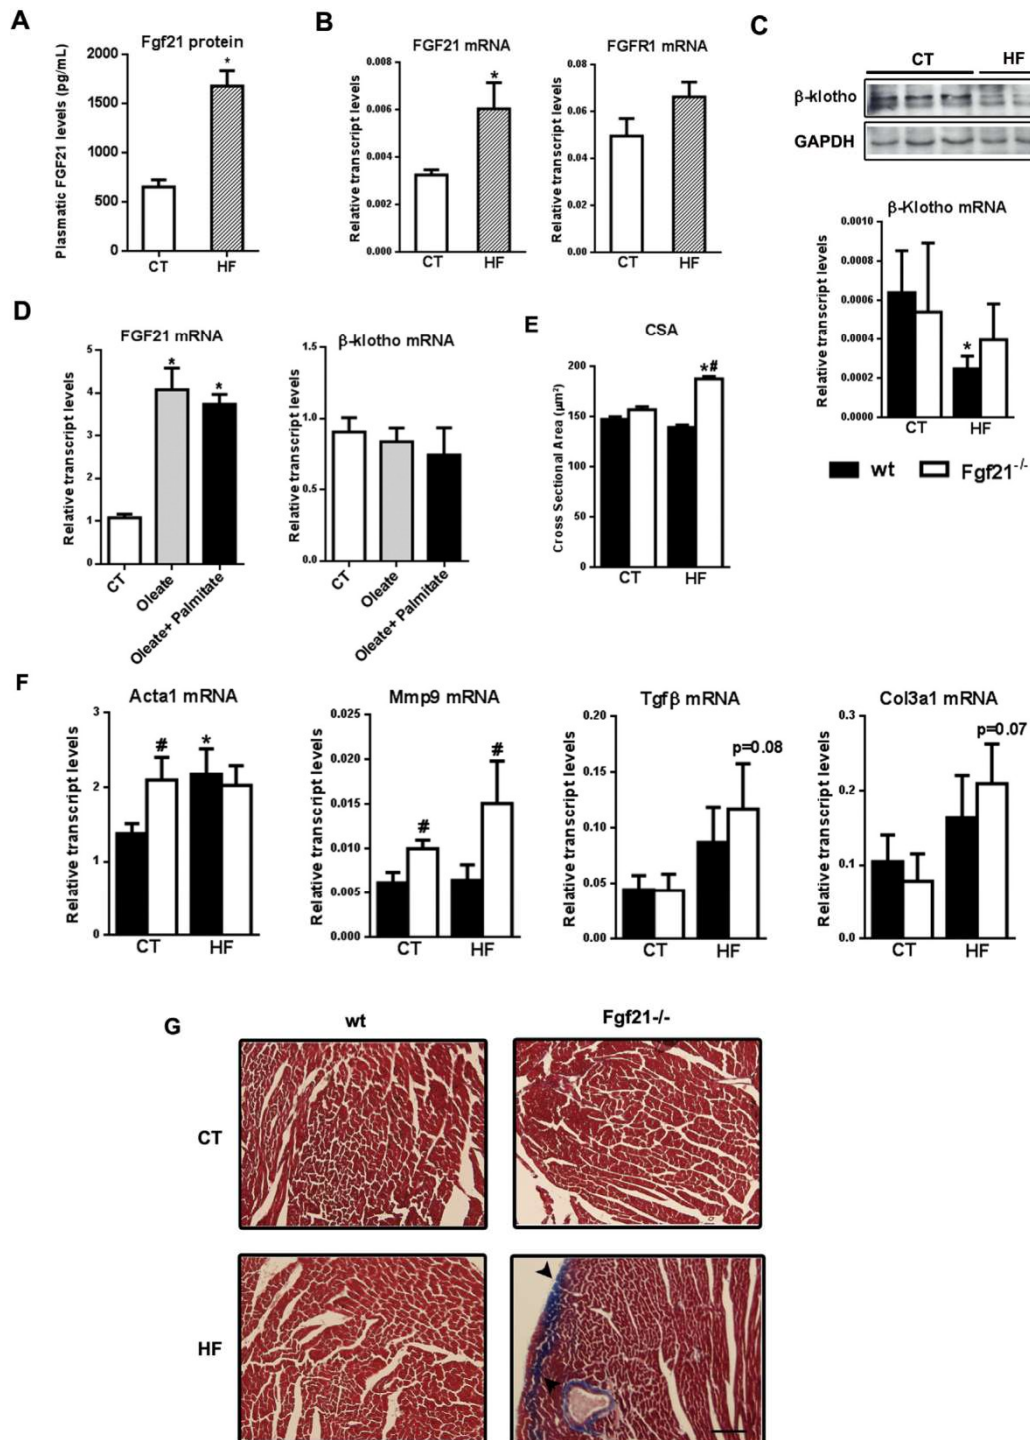 A
Fgf21 protein
Plasmatic FGF21 levels (pg/mL)
2000
1500
1000
500
0
*
CT
HF
B
FGF21 mRNA
Relative transcript levels
0.008
0.006
0.004
0.002
0.000
*
CT
HF
FGFR1 mRNA
Relative transcript levels
0.08
0.06
0.04
0.02
0.00
CT
HF
C
CT
HF
β-klotho
GAPDH
β-Klotho mRNA
Relative transcript levels
0.0010
0.0008
0.0006
0.0004
0.0002
0.0000
*
CT
HF
wt
Fgf21-/-
D
FGF21 mRNA
Relative transcript levels
5
4
3
2
1
0
*
*
CT
Oleate
Oleate+ Palmitate
β-klotho mRNA
Relative transcript levels
1.5
1.0
0.5
0.0
CT
Oleate
Oleate+ Palmitate
E
CSA
Cross Sectional Area (µm²)
200
150
100
50
0
*#
CT
HF
F
Acta1 mRNA
Relative transcript levels
3
2
1
0
#
*
CT
HF
Mmp9 mRNA
Relative transcript levels
0.025
0.020
0.015
0.010
0.005
0.000
#
#
CT
HF
Tgfβ mRNA
Relative transcript levels
0.20
0.15
0.10
0.05
0.00
p=0.08
CT
HF
Col3a1 mRNA
Relative transcript levels
0.3
0.2
0.1
0.0
p=0.07
CT
HF
G
wt
Fgf21-/-
CT
HF